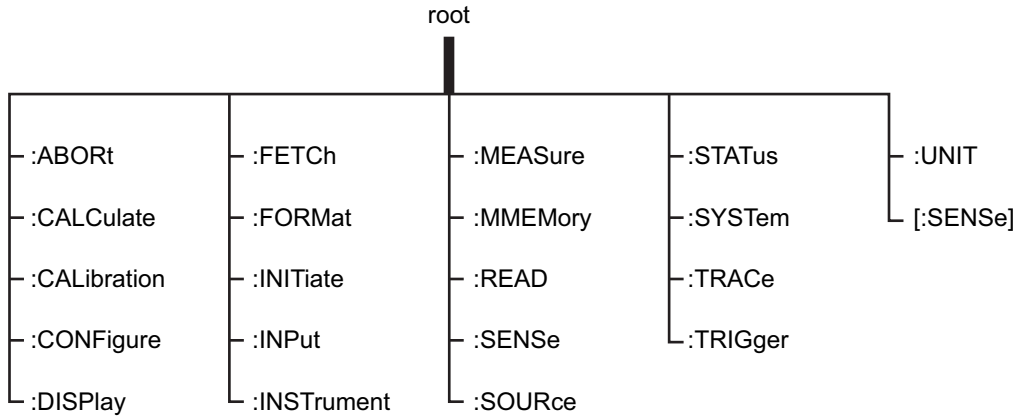 root
:ABORt
:CALCulate
:CALibration
:CONFigure
:DISPlay
:FETCh
:FORMat
:INITiate
:INPut
:INSTrument
:MEASure
:MMEMory
:READ
:SENSe
:SOURce
:STATus
:SYSTem
:TRACe
:TRIGger
:UNIT
[:SENSe]